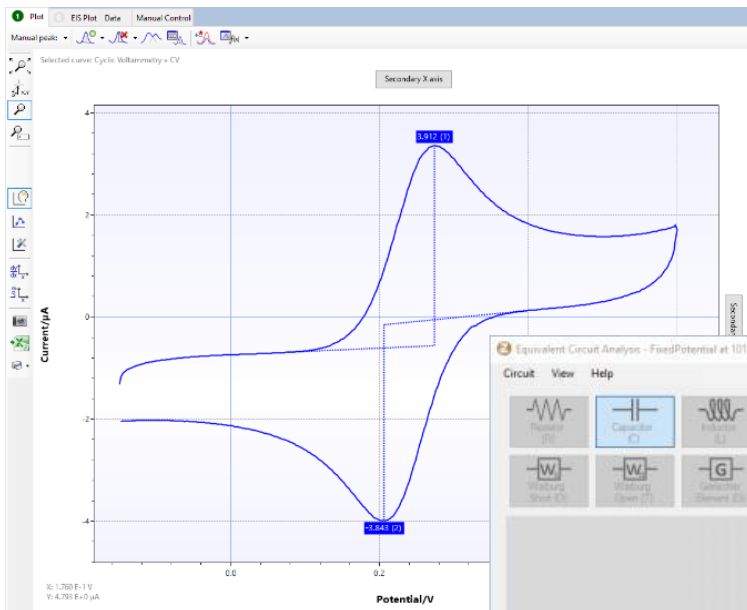 1 Plot EIS Plot Data Manual Control
Manual peak:
Selected curve: Cyclic Voltammetry » CV
Secondary X axis
4
3.912 (1)
2
0
-2
-4
Current/µA
-3.843 (2)
0.0 0.2
Potential/V
X: 1.760 E-1 V
Y: 4.793 E+0 µA
Equivalent Circuit Analysis - FixedPotential at 101
Circuit View Help
Resistor (R)
Capacitor (C)
Inductor (L)
Warburg Short (O)
Warburg Open (T)
Gerischer Element (G)